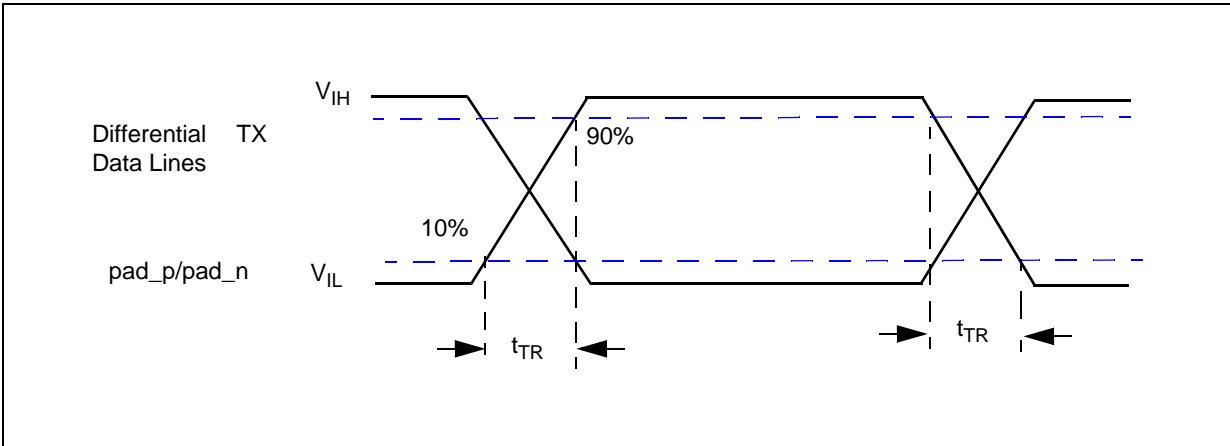 V_IH
Differential TX
Data Lines
90%
10%
pad_p/pad_n
V_IL
t_TR
t_TR